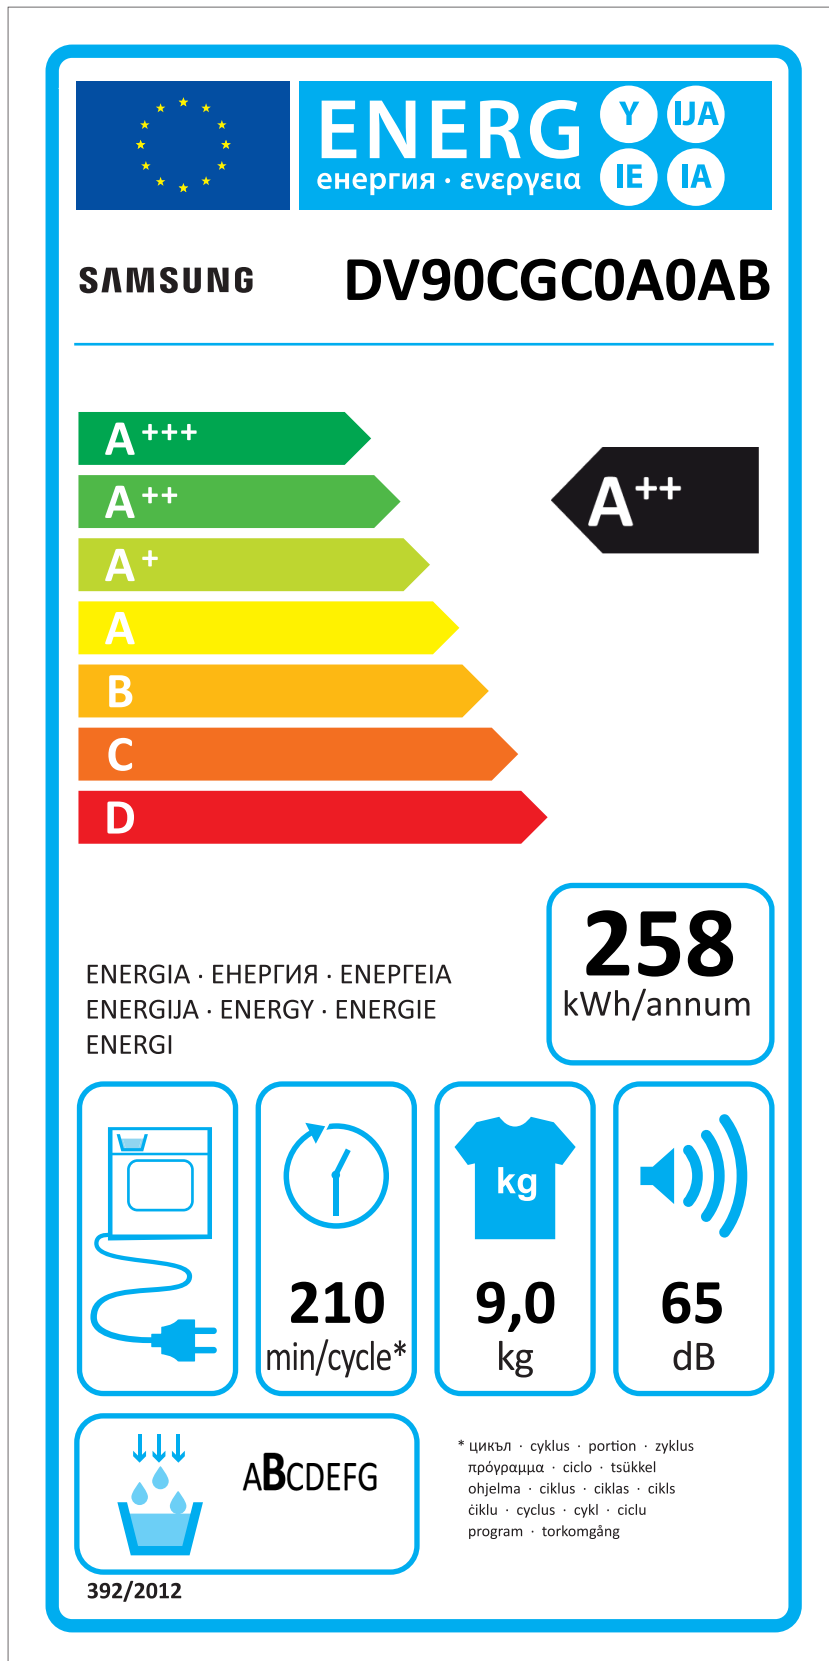 ENERG Y IJA
енергия · ενεργεια IE IA
SAMSUNG DV90CGC0A0AB
A+++
A++
A++
A+
A
B
C
D
258
kWh/annum
ENERGIA · ЕНЕРГИЯ · ΕΝΕΡΓΕΙΑ
ENERGIJA · ENERGY · ENERGIE
ENERGI
210
min/cycle*
kg
9,0
kg
65
dB
ABCDEFG
* цикъл · cyklus · portion · zyklus
πρόγραμμα · ciclo · tsükkel
ohjelma · ciklus · ciklas · cikls
ċiklu · cyclus · cykl · ciclu
program · torkomgång
392/2012